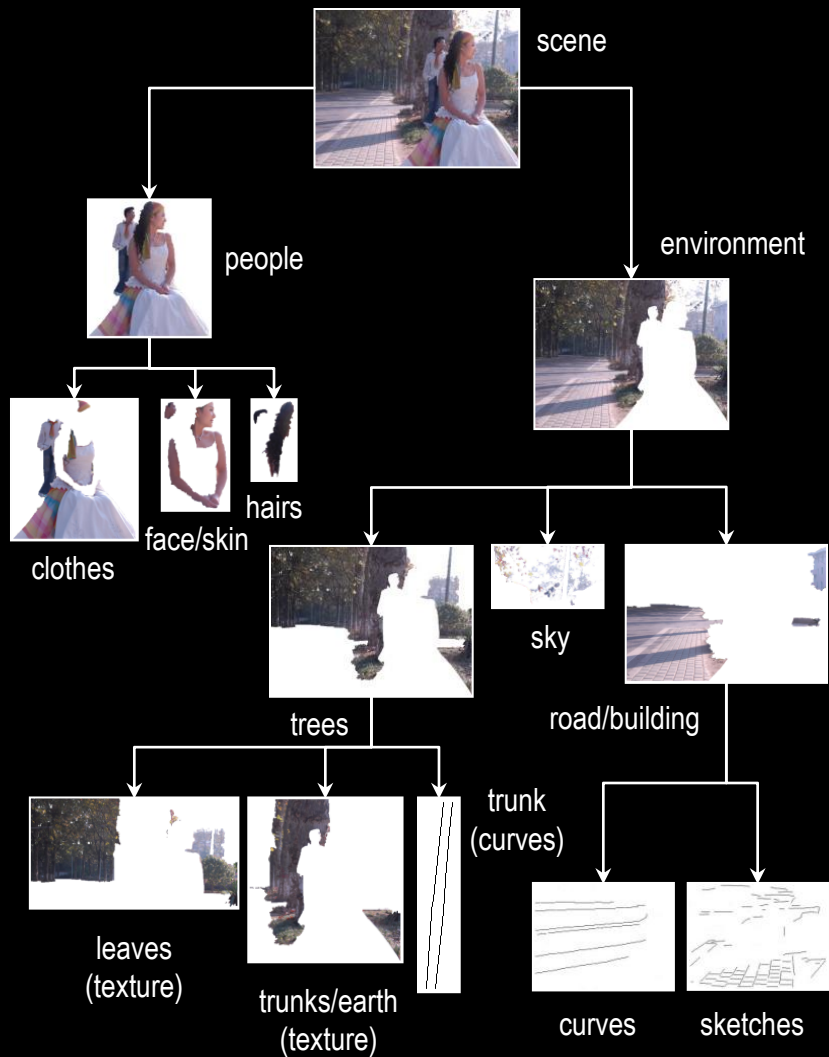 scene
people
environment
clothes
face/skin
hairs
trees
sky
road/building
leaves
(texture)
trunks/earth
(texture)
trunk
(curves)
curves
sketches